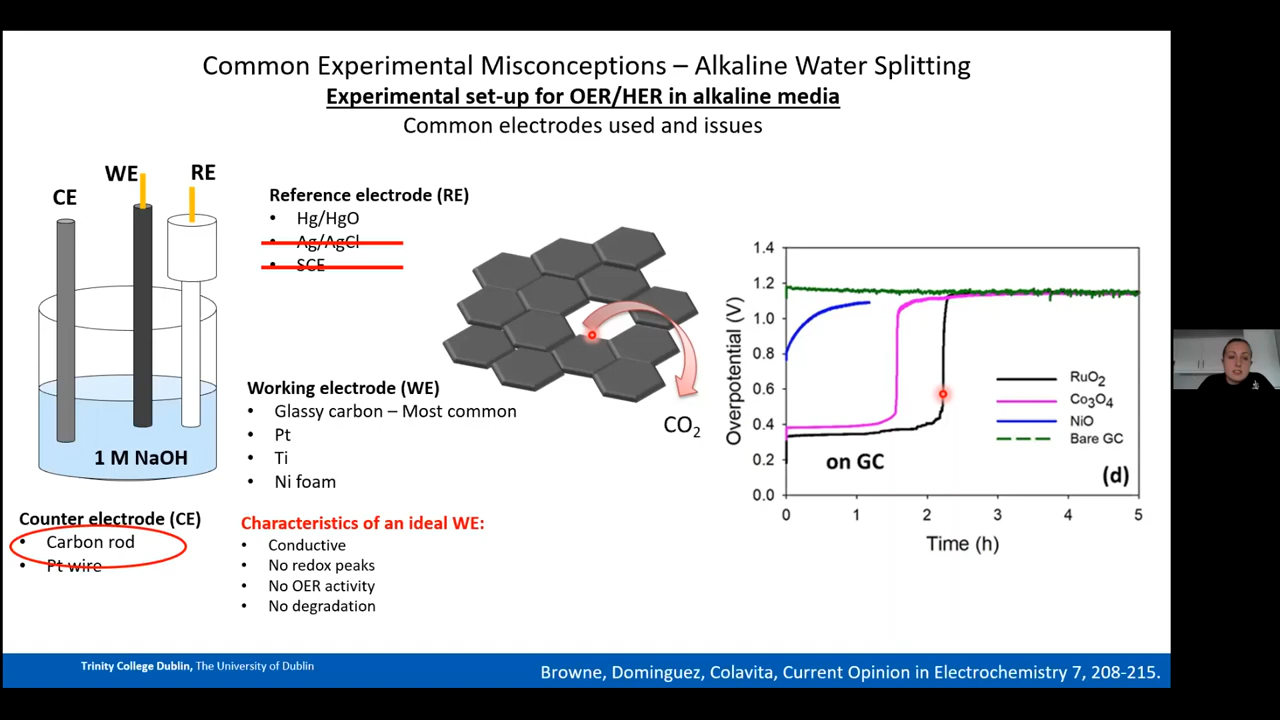 Common Experimental Misconceptions – Alkaline Water Splitting
Experimental set-up for OER/HER in alkaline media
Common electrodes used and issues
CE
WE
RE
1 M NaOH
Reference electrode (RE)
• Hg/HgO
• Ag/AgCl
• SCE
Working electrode (WE)
• Glassy carbon – Most common
• Pt
• Ti
• Ni foam
Counter electrode (CE)
• Carbon rod
• Pt wire
Characteristics of an ideal WE:
• Conductive
• No redox peaks
• No OER activity
• No degradation
CO₂
Overpotential (V)
1.4
1.2
1.0
0.8
0.6
0.4
0.2
0.0
RuO₂
Co₃O₄
NiO
Bare GC
on GC
(d)
0 1 2 3 4 5
Time (h)
Trinity College Dublin, The University of Dublin
Browne, Dominguez, Colavita, Current Opinion in Electrochemistry 7, 208-215.